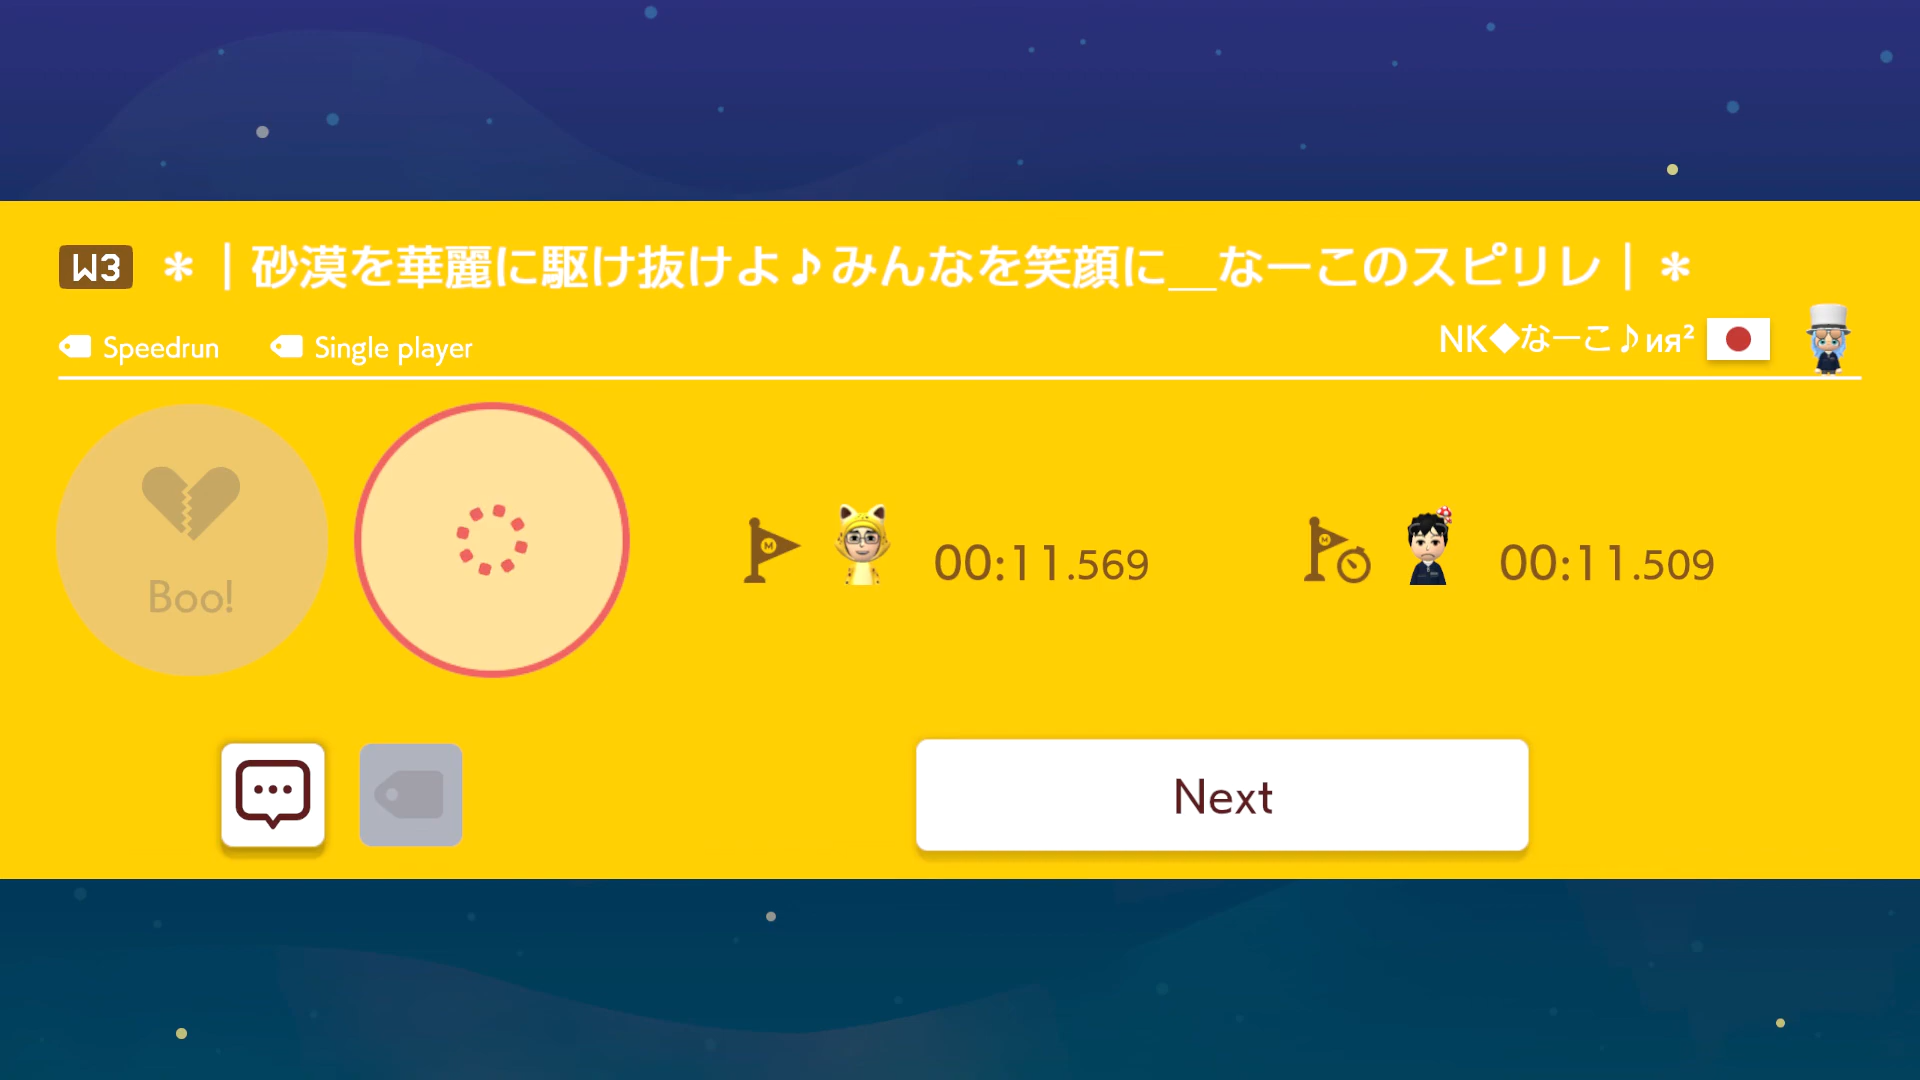 W3 *｜砂漠を華麗に駆け抜けよ♪みんなを笑顔に__なーこのスピリレ｜*
Speedrun Single player
NK◆なーこ♪ия²
Boo!
M 00:11.569
M 00:11.509
Next